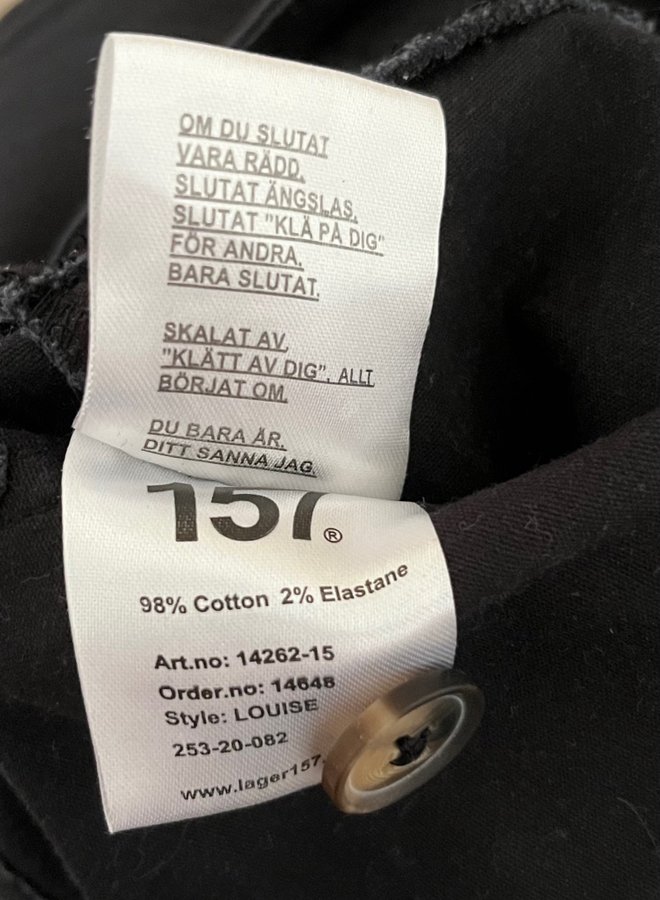 OM DU SLUTAT
VARA RÄDD.
SLUTAT ÄNGSLAS.
SLUTAT "KLÄ PÅ DIG"
FÖR ANDRA.
BARA SLUTAT.
SKALAT AV.
"KLÄTT AV DIG". ALLT.
BÖRJAT OM.
DU BARA ÄR.
DITT SANNA JAG.
157®
98% Cotton 2% Elastane
Art.no: 14262-15
Order.no: 14648
Style: LOUISE
253-20-082
www.lager157.